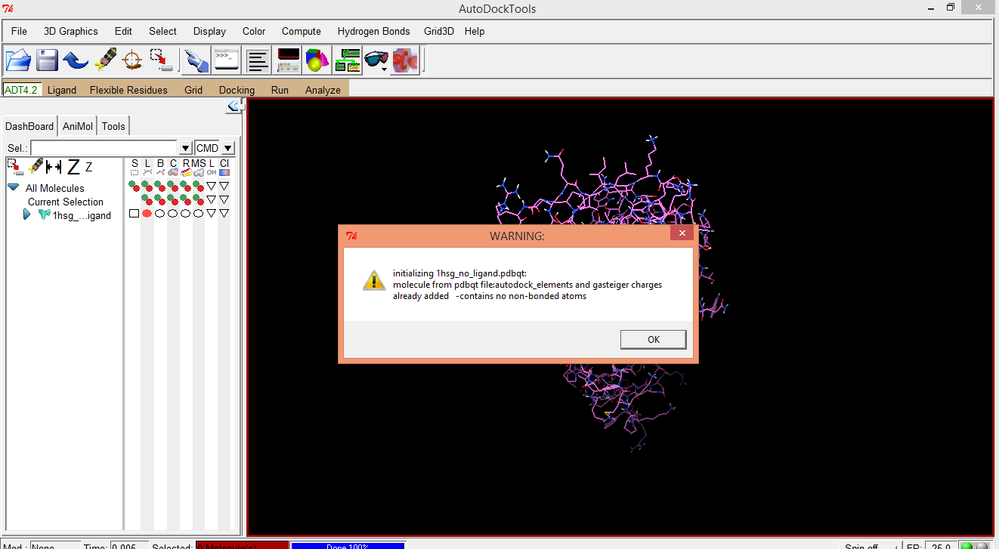 AutoDockTools
File 3D Graphics Edit Select Display Color Compute Hydrogen Bonds Grid3D Help
>>>_
ADT4.2 Ligand Flexible Residues Grid Docking Run Analyze
DashBoard AniMol Tools
Sel.: CMD
Z Z S L B C R MS L Cl
OH
All Molecules
Current Selection
1hsg_...igand
WARNING:
initializing 1hsg_no_ligand.pdbqt:
molecule from pdbqt file:autodock_elements and gasteiger charges
already added -contains no non-bonded atoms
OK
Mod.: None Time: 0.005 Selected: 0 Molecule(s) Done 100% Spin off FR: 25.0